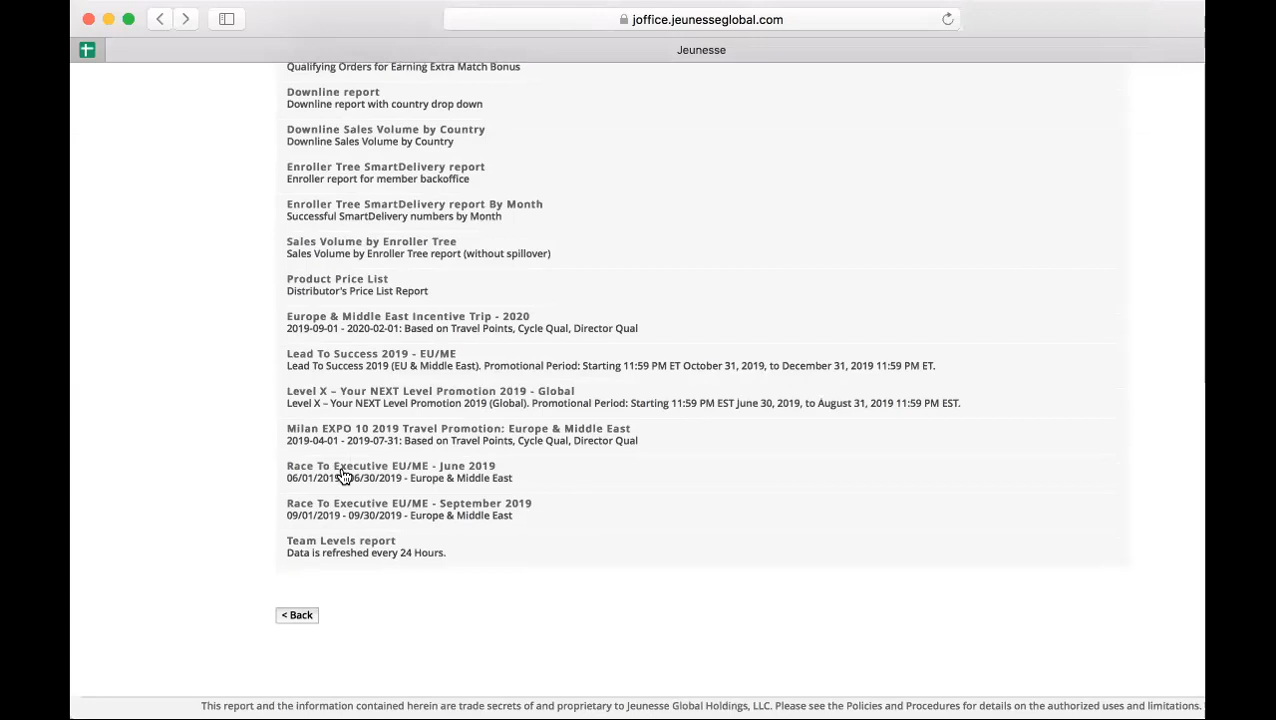 joffice.jeunesseglobal.com
Jeunesse
Qualifying Orders for Earning Extra Match Bonus
Downline report
Downline report with country drop down
Downline Sales Volume by Country
Downline Sales Volume by Country
Enroller Tree SmartDelivery report
Enroller report for member backoffice
Enroller Tree SmartDelivery report By Month
Successful SmartDelivery numbers by Month
Sales Volume by Enroller Tree
Sales Volume by Enroller Tree report (without spillover)
Product Price List
Distributor's Price List Report
Europe & Middle East Incentive Trip - 2020
2019-09-01 - 2020-02-01: Based on Travel Points, Cycle Qual, Director Qual
Lead To Success 2019 - EU/ME
Lead To Success 2019 (EU & Middle East). Promotional Period: Starting 11:59 PM ET October 31, 2019, to December 31, 2019 11:59 PM ET.
Level X – Your NEXT Level Promotion 2019 - Global
Level X – Your NEXT Level Promotion 2019 (Global). Promotional Period: Starting 11:59 PM EST June 30, 2019, to August 31, 2019 11:59 PM EST.
Milan EXPO 10 2019 Travel Promotion: Europe & Middle East
2019-04-01 - 2019-07-31: Based on Travel Points, Cycle Qual, Director Qual
Race To Executive EU/ME - June 2019
06/01/2019 - 06/30/2019 - Europe & Middle East
Race To Executive EU/ME - September 2019
09/01/2019 - 09/30/2019 - Europe & Middle East
Team Levels report
Data is refreshed every 24 Hours.
< Back
This report and the information contained herein are trade secrets of and proprietary to Jeunesse Global Holdings, LLC. Please see the Policies and Procedures for details on the authorized uses and limitations.